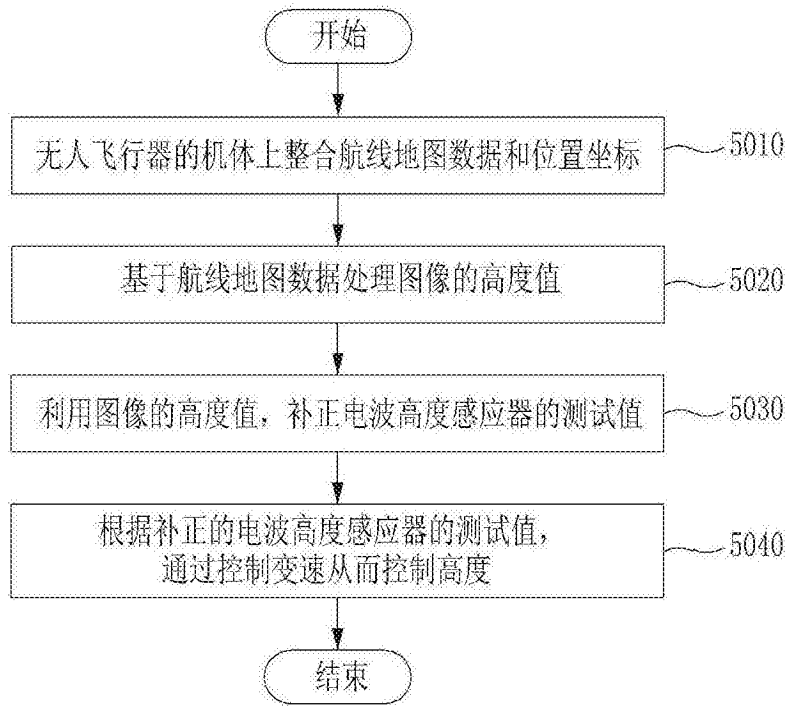 开始
无人飞行器的机体上整合航线地图数据和位置坐标
5010
基于航线地图数据处理图像的高度值
5020
利用图像的高度值，补正电波高度感应器的测试值
5030
根据补正的电波高度感应器的测试值，
通过控制变速从而控制高度
5040
结束